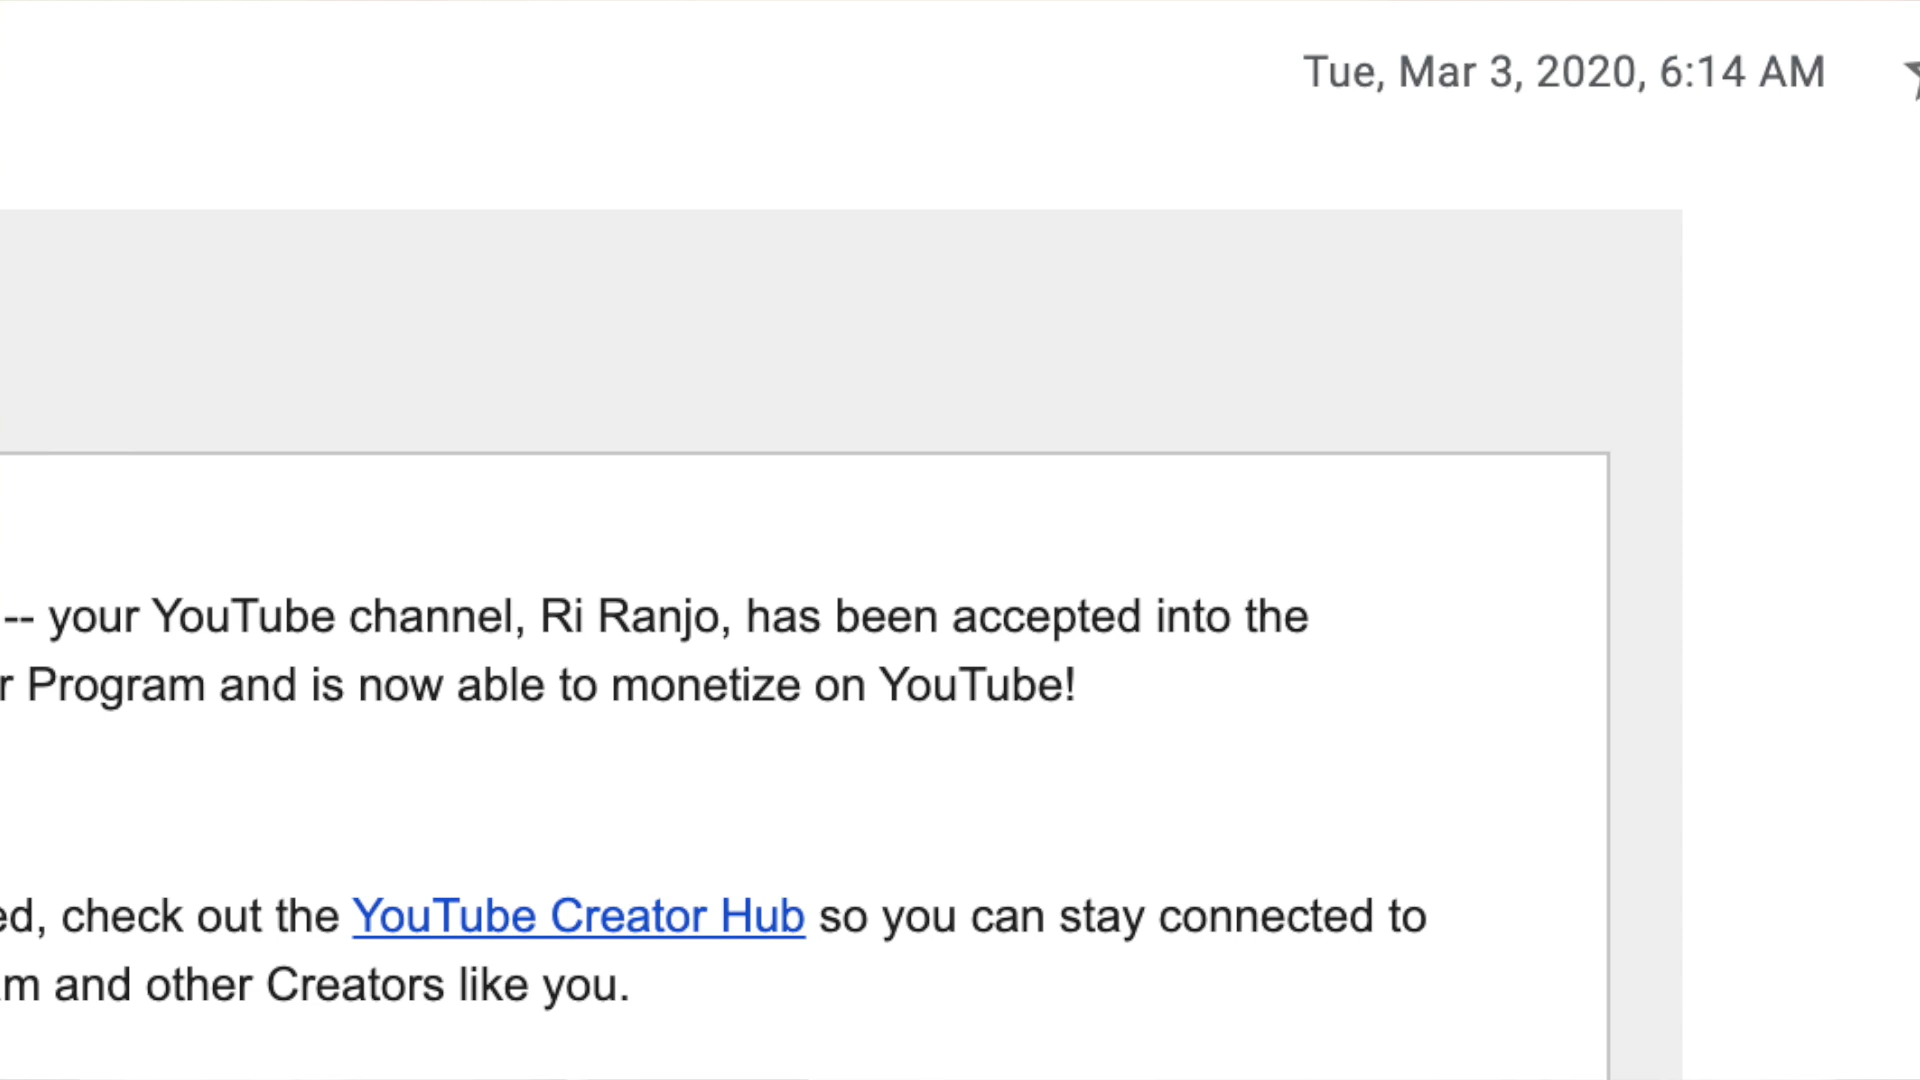 Tue, Mar 3, 2020, 6:14 AM
-- your YouTube channel, Ri Ranjo, has been accepted into the
r Program and is now able to monetize on YouTube!
ed, check out the YouTube Creator Hub so you can stay connected to
m and other Creators like you.